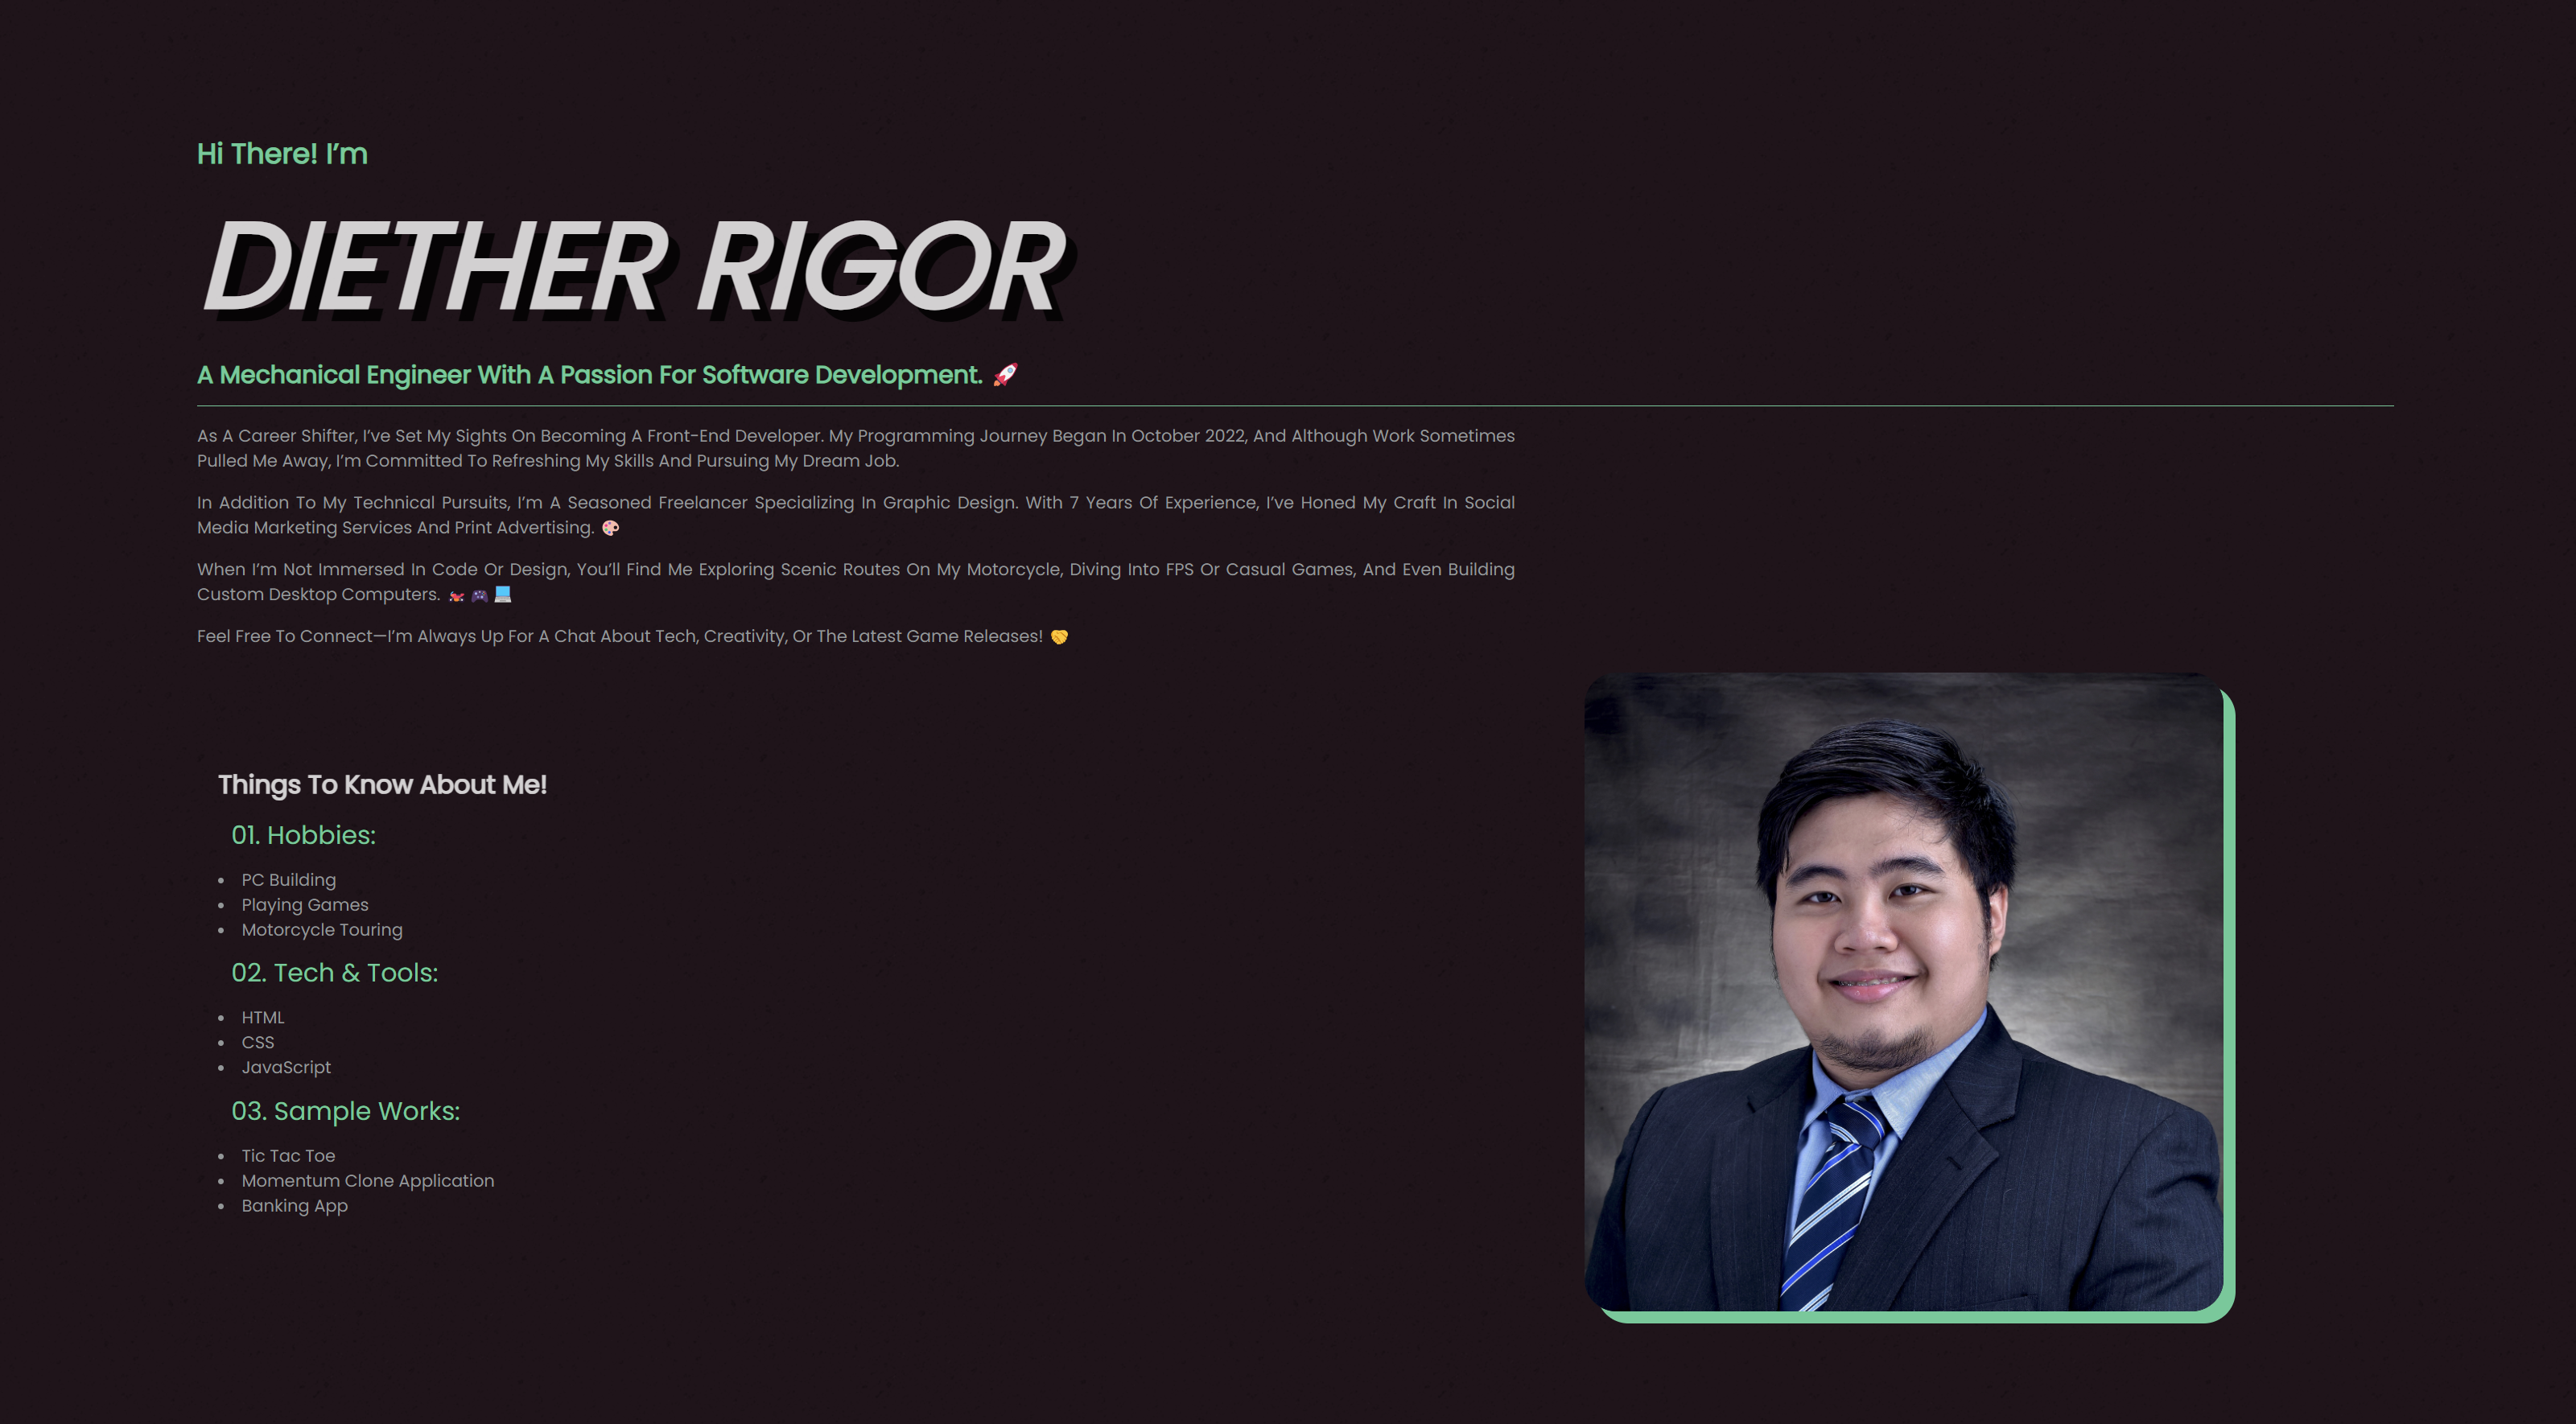 Hi There! I’m
DIETHER RIGOR
A Mechanical Engineer With A Passion For Software Development. 🚀
As A Career Shifter, I’ve Set My Sights On Becoming A Front-End Developer. My Programming Journey Began In October 2022, And Although Work Sometimes
Pulled Me Away, I’m Committed To Refreshing My Skills And Pursuing My Dream Job.
In Addition To My Technical Pursuits, I’m A Seasoned Freelancer Specializing In Graphic Design. With 7 Years Of Experience, I’ve Honed My Craft In Social
Media Marketing Services And Print Advertising. 🎨
When I’m Not Immersed In Code Or Design, You’ll Find Me Exploring Scenic Routes On My Motorcycle, Diving Into FPS Or Casual Games, And Even Building
Custom Desktop Computers. 🏍️ 🎮 💻
Feel Free To Connect—I’m Always Up For A Chat About Tech, Creativity, Or The Latest Game Releases! 🤝
Things To Know About Me!
01. Hobbies:
• PC Building
• Playing Games
• Motorcycle Touring
02. Tech & Tools:
• HTML
• CSS
• JavaScript
03. Sample Works:
• Tic Tac Toe
• Momentum Clone Application
• Banking App